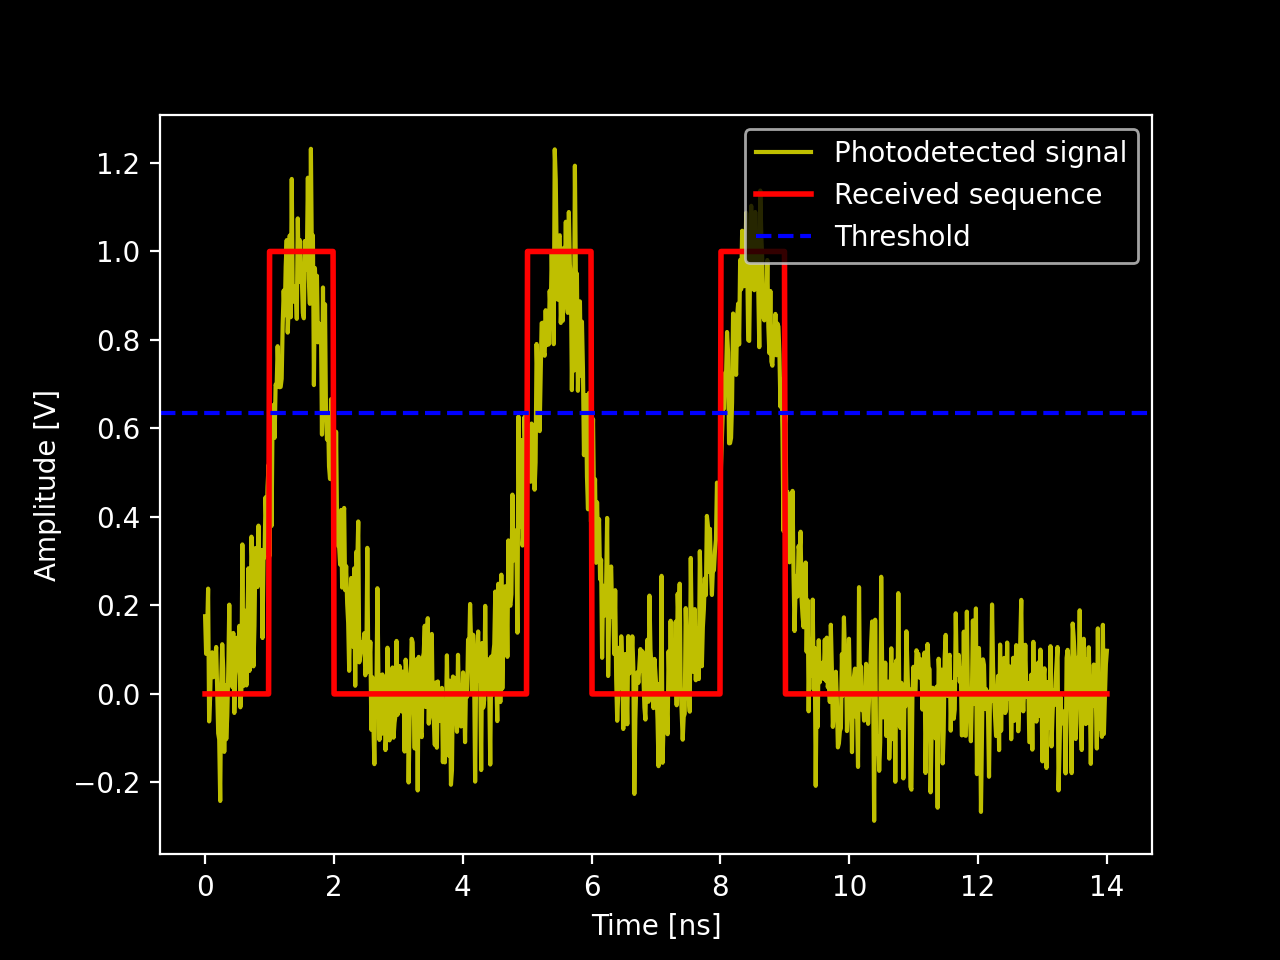 Photodetected signal
Received sequence
Threshold
1.2
1.0
0.8
0.6
0.4
0.2
0.0
−0.2
Amplitude [V]
0 2 4 6 8 10 12 14
Time [ns]